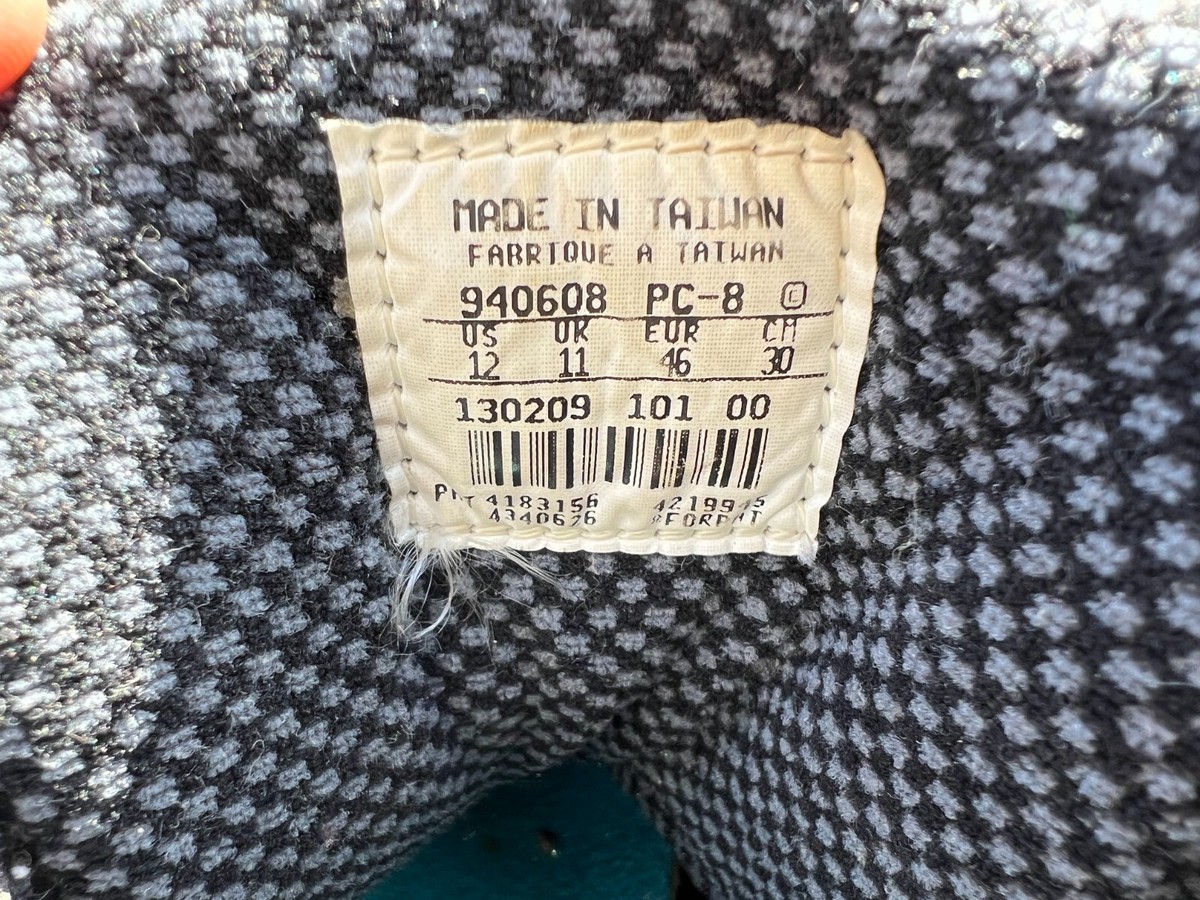 MADE IN TAIWAN
FABRIQUE A TAIWAN
940608 PC-8 ©
US UK EUR CM
12 11 46 30
130209 101 00
4183156